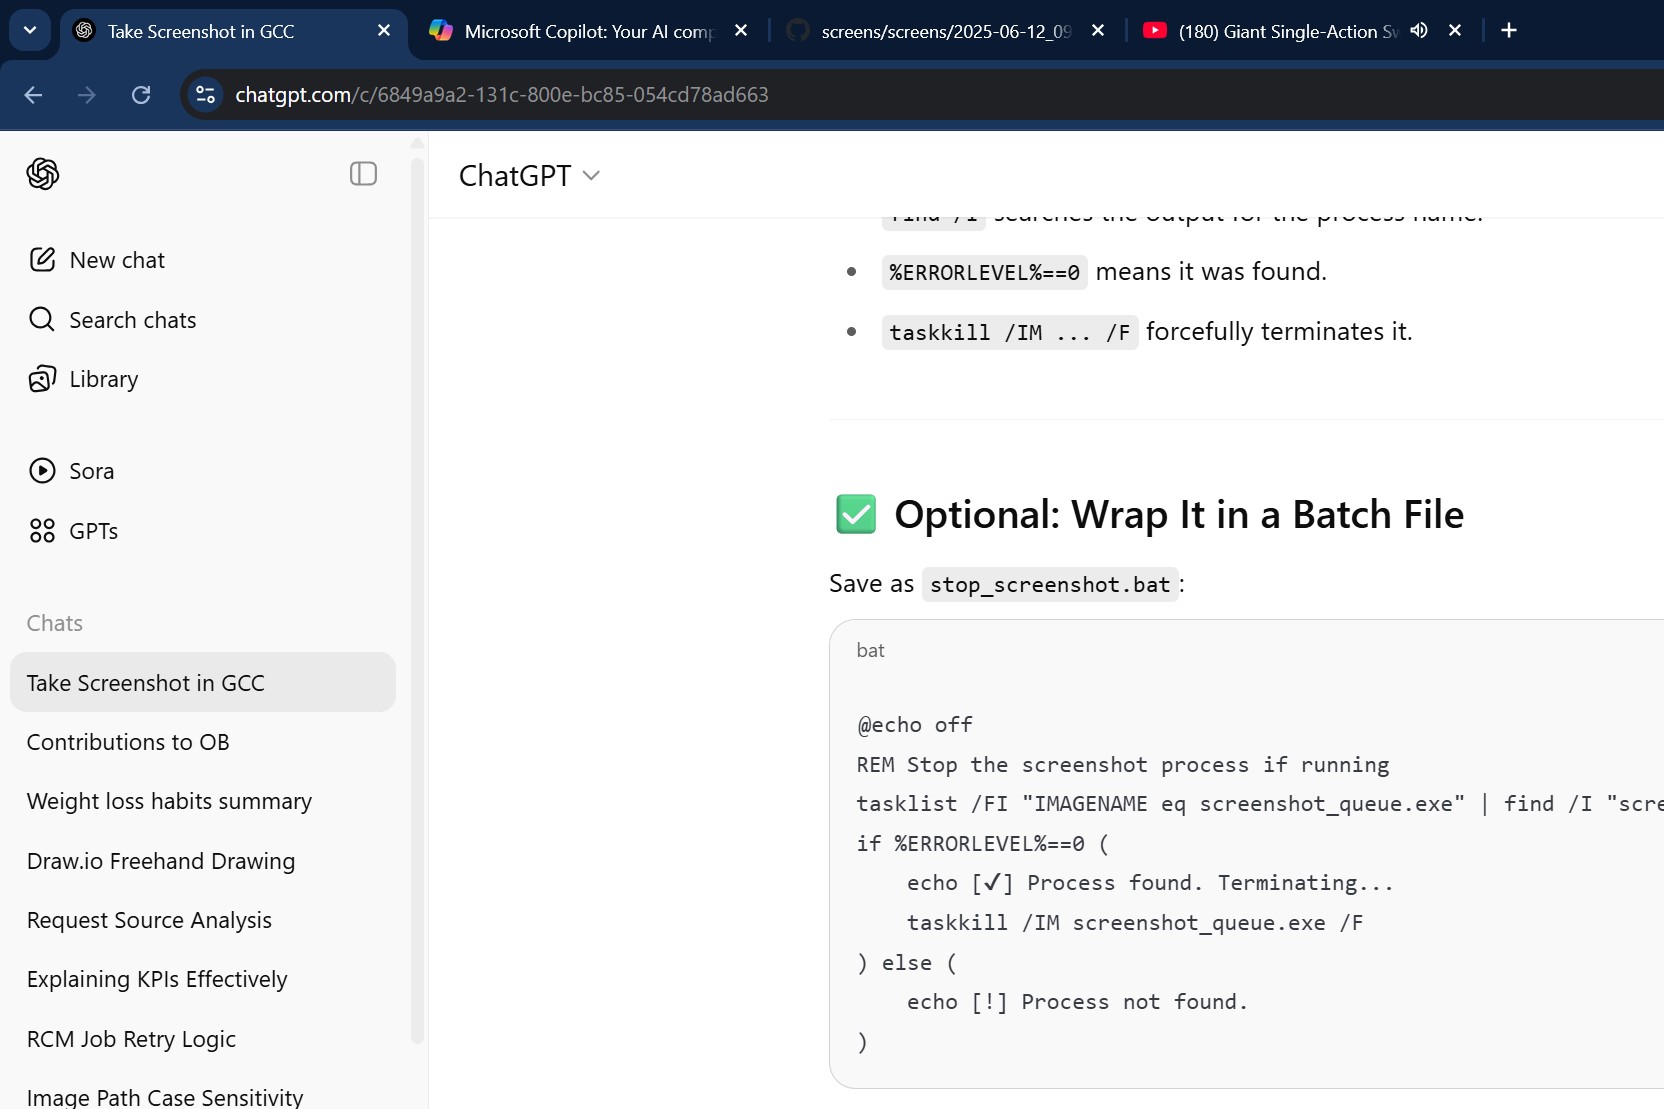 Take Screenshot in GCC
Microsoft Copilot: Your AI comp
screens/screens/2025-06-12_09
(180) Giant Single-Action Sw
chatgpt.com/c/6849a9a2-131c-800e-bc85-054cd78ad663
ChatGPT
New chat
Search chats
Library
Sora
GPTs
Chats
Take Screenshot in GCC
Contributions to OB
Weight loss habits summary
Draw.io Freehand Drawing
Request Source Analysis
Explaining KPIs Effectively
RCM Job Retry Logic
Image Path Case Sensitivity
find /I searches the output for the process name.
• %ERRORLEVEL%==0 means it was found.
• taskkill /IM ... /F forcefully terminates it.
✅ Optional: Wrap It in a Batch File
Save as stop_screenshot.bat:
bat
@echo off
REM Stop the screenshot process if running
tasklist /FI "IMAGENAME eq screenshot_queue.exe" | find /I "scre
if %ERRORLEVEL%==0 (
    echo [✓] Process found. Terminating...
    taskkill /IM screenshot_queue.exe /F
) else (
    echo [!] Process not found.
)